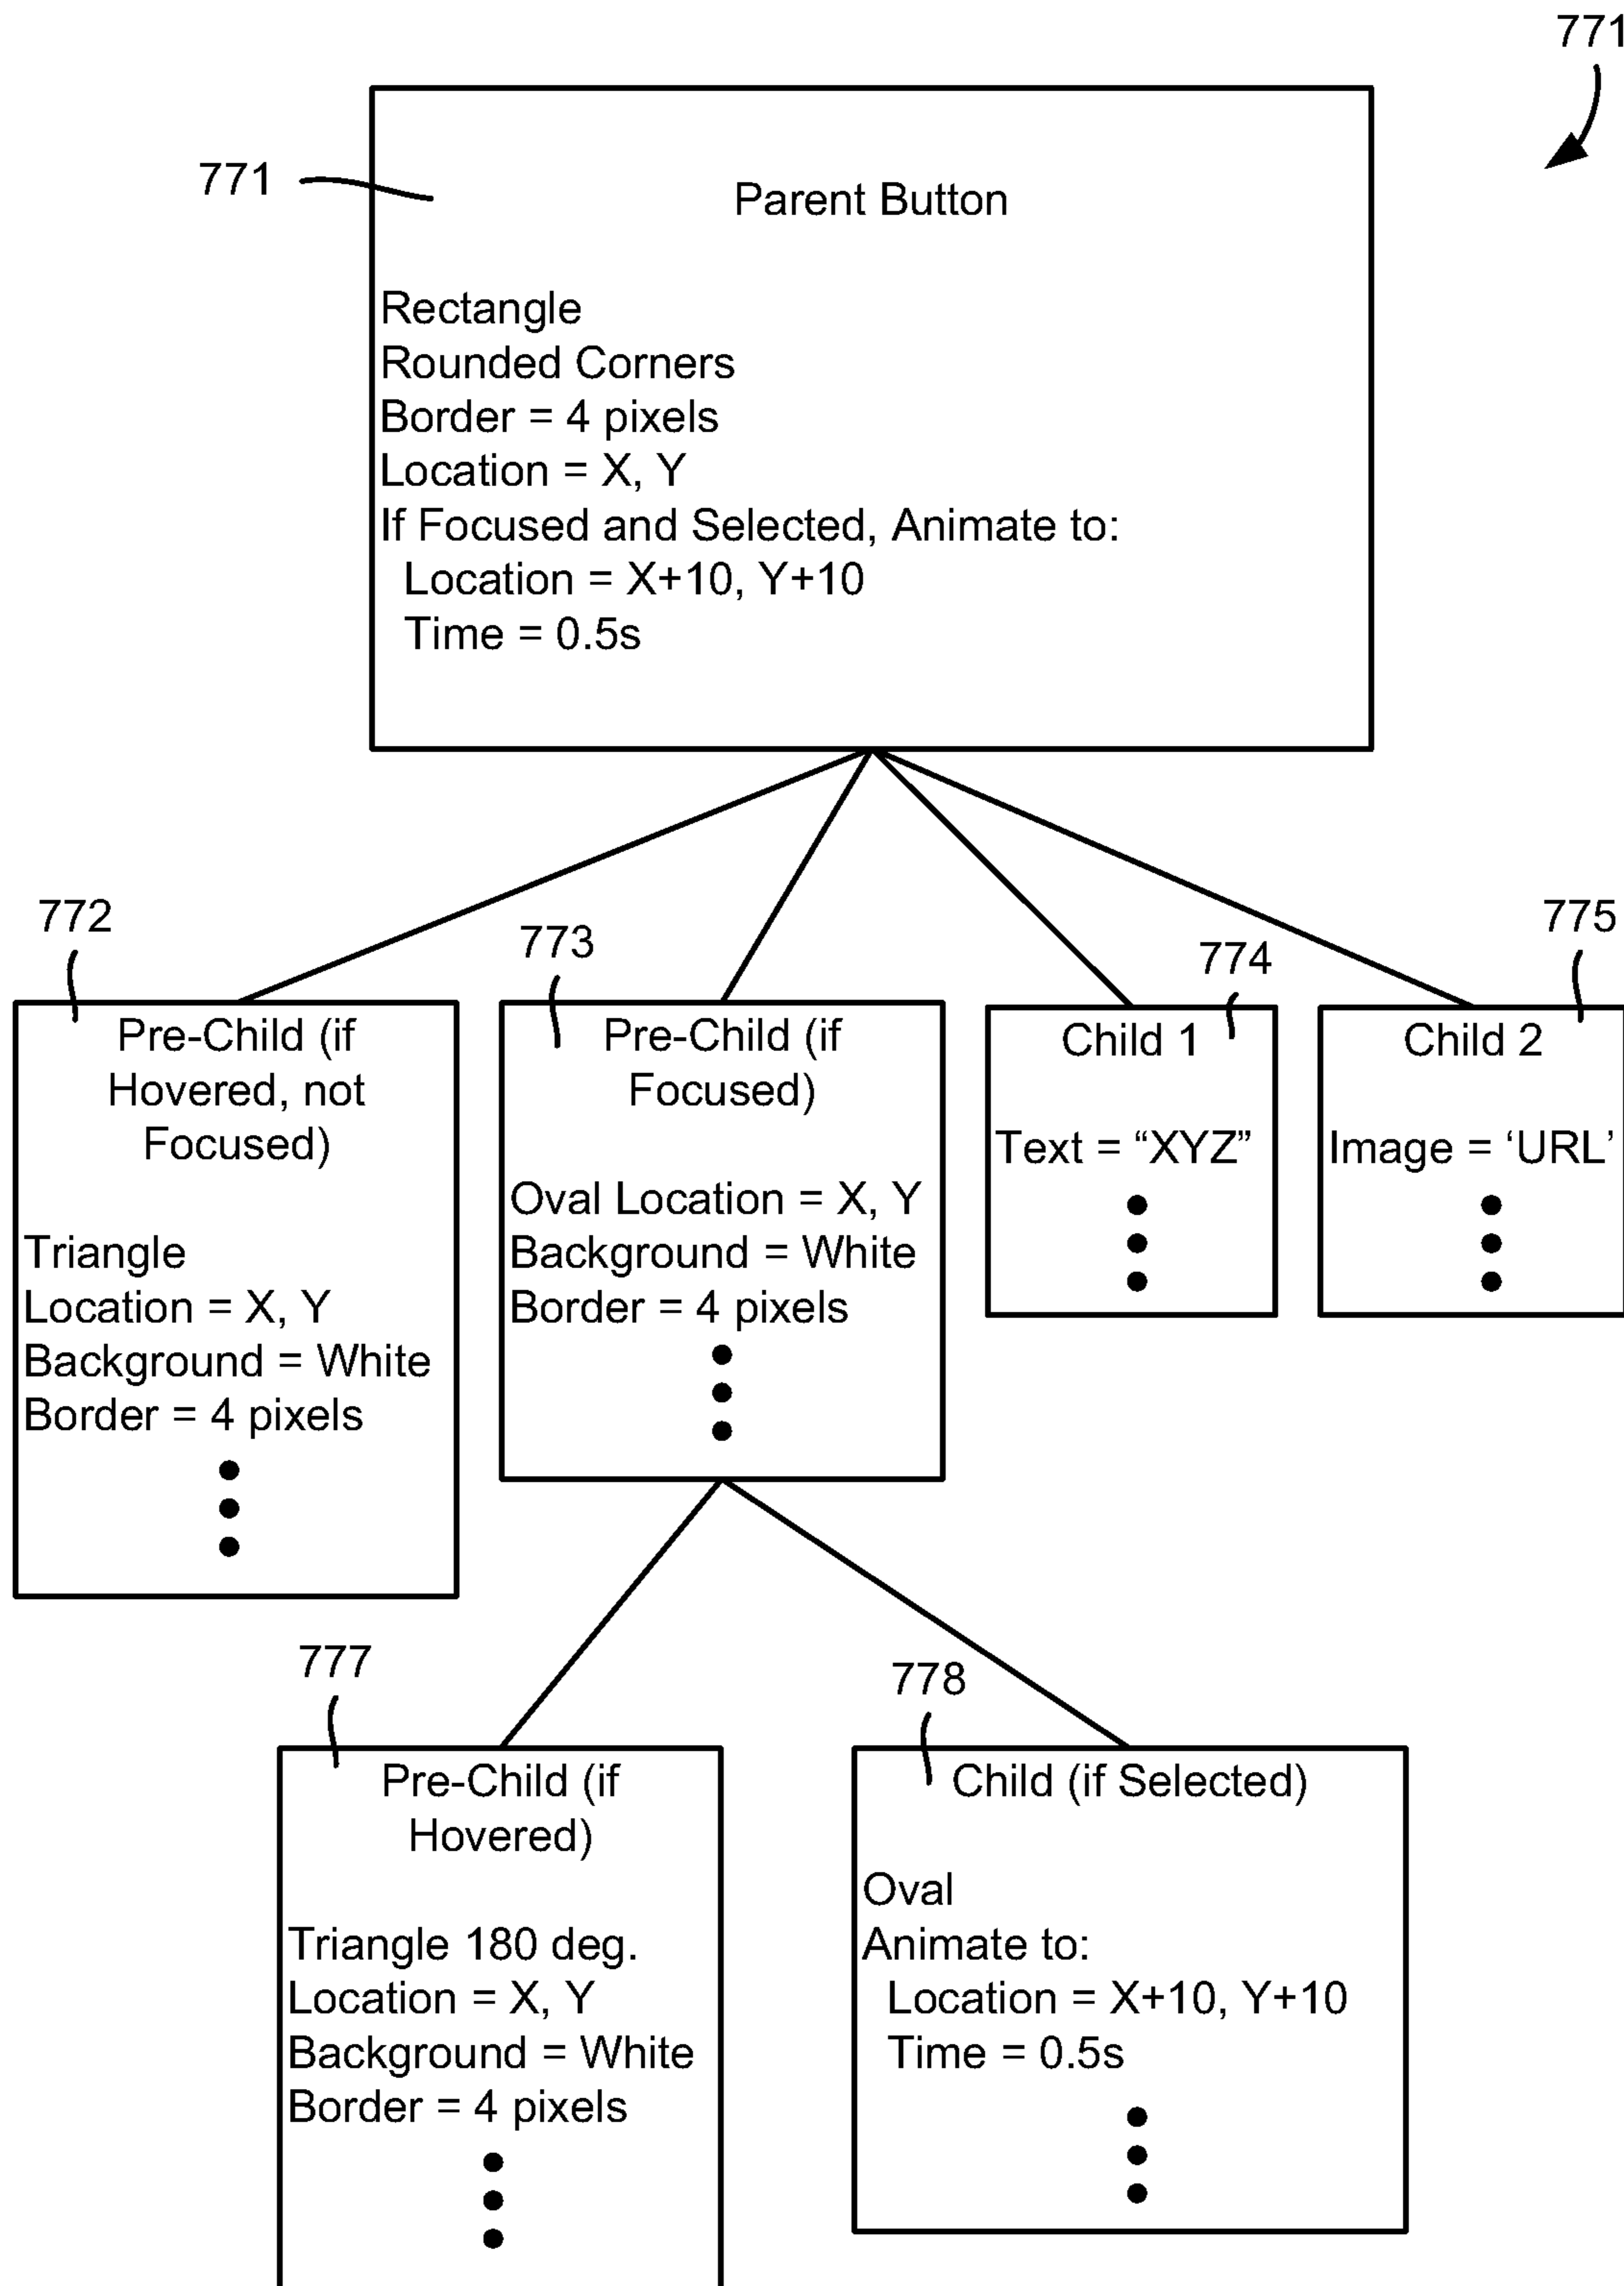 771
771
Parent Button
Rectangle
Rounded Corners
Border = 4 pixels
Location = X, Y
If Focused and Selected, Animate to:
Location = X+10, Y+10
Time = 0.5s
772
Pre-Child (if
Hovered, not
Focused)
Triangle
Location = X, Y
Background = White
Border = 4 pixels
773
Pre-Child (if
Focused)
Oval Location = X, Y
Background = White
Border = 4 pixels
774
Child 1
Text = “XYZ”
775
Child 2
Image = ‘URL’
777
Pre-Child (if
Hovered)
Triangle 180 deg.
Location = X, Y
Background = White
Border = 4 pixels
778
Child (if Selected)
Oval
Animate to:
Location = X+10, Y+10
Time = 0.5s